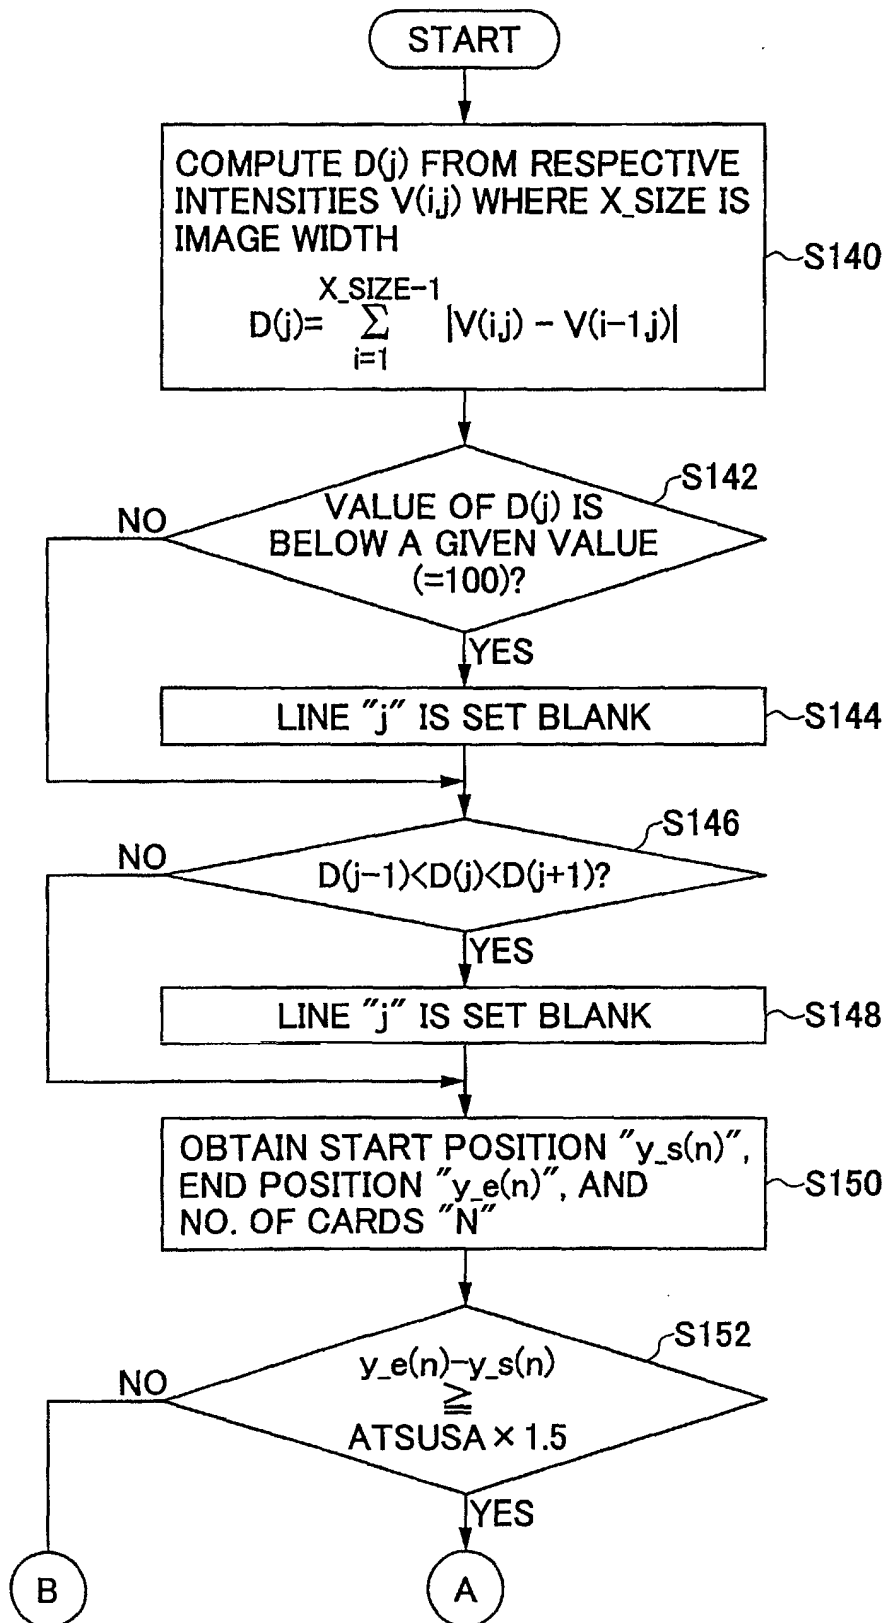 START
COMPUTE D(j) FROM RESPECTIVE
INTENSITIES V(i,j) WHERE X_SIZE IS
IMAGE WIDTH
S140
X_SIZE-1
D(j)= Σ |V(i,j) - V(i-1,j)|
i=1
S142
VALUE OF D(j) IS
BELOW A GIVEN VALUE
(=100)?
NO
YES
LINE "j" IS SET BLANK
S144
S146
D(j-1)<D(j)<D(j+1)?
NO
YES
LINE "j" IS SET BLANK
S148
OBTAIN START POSITION "y_s(n)",
END POSITION "y_e(n)", AND
NO. OF CARDS "N"
S150
S152
y_e(n)-y_s(n)
≧
ATSUSA × 1.5
NO
YES
B
A